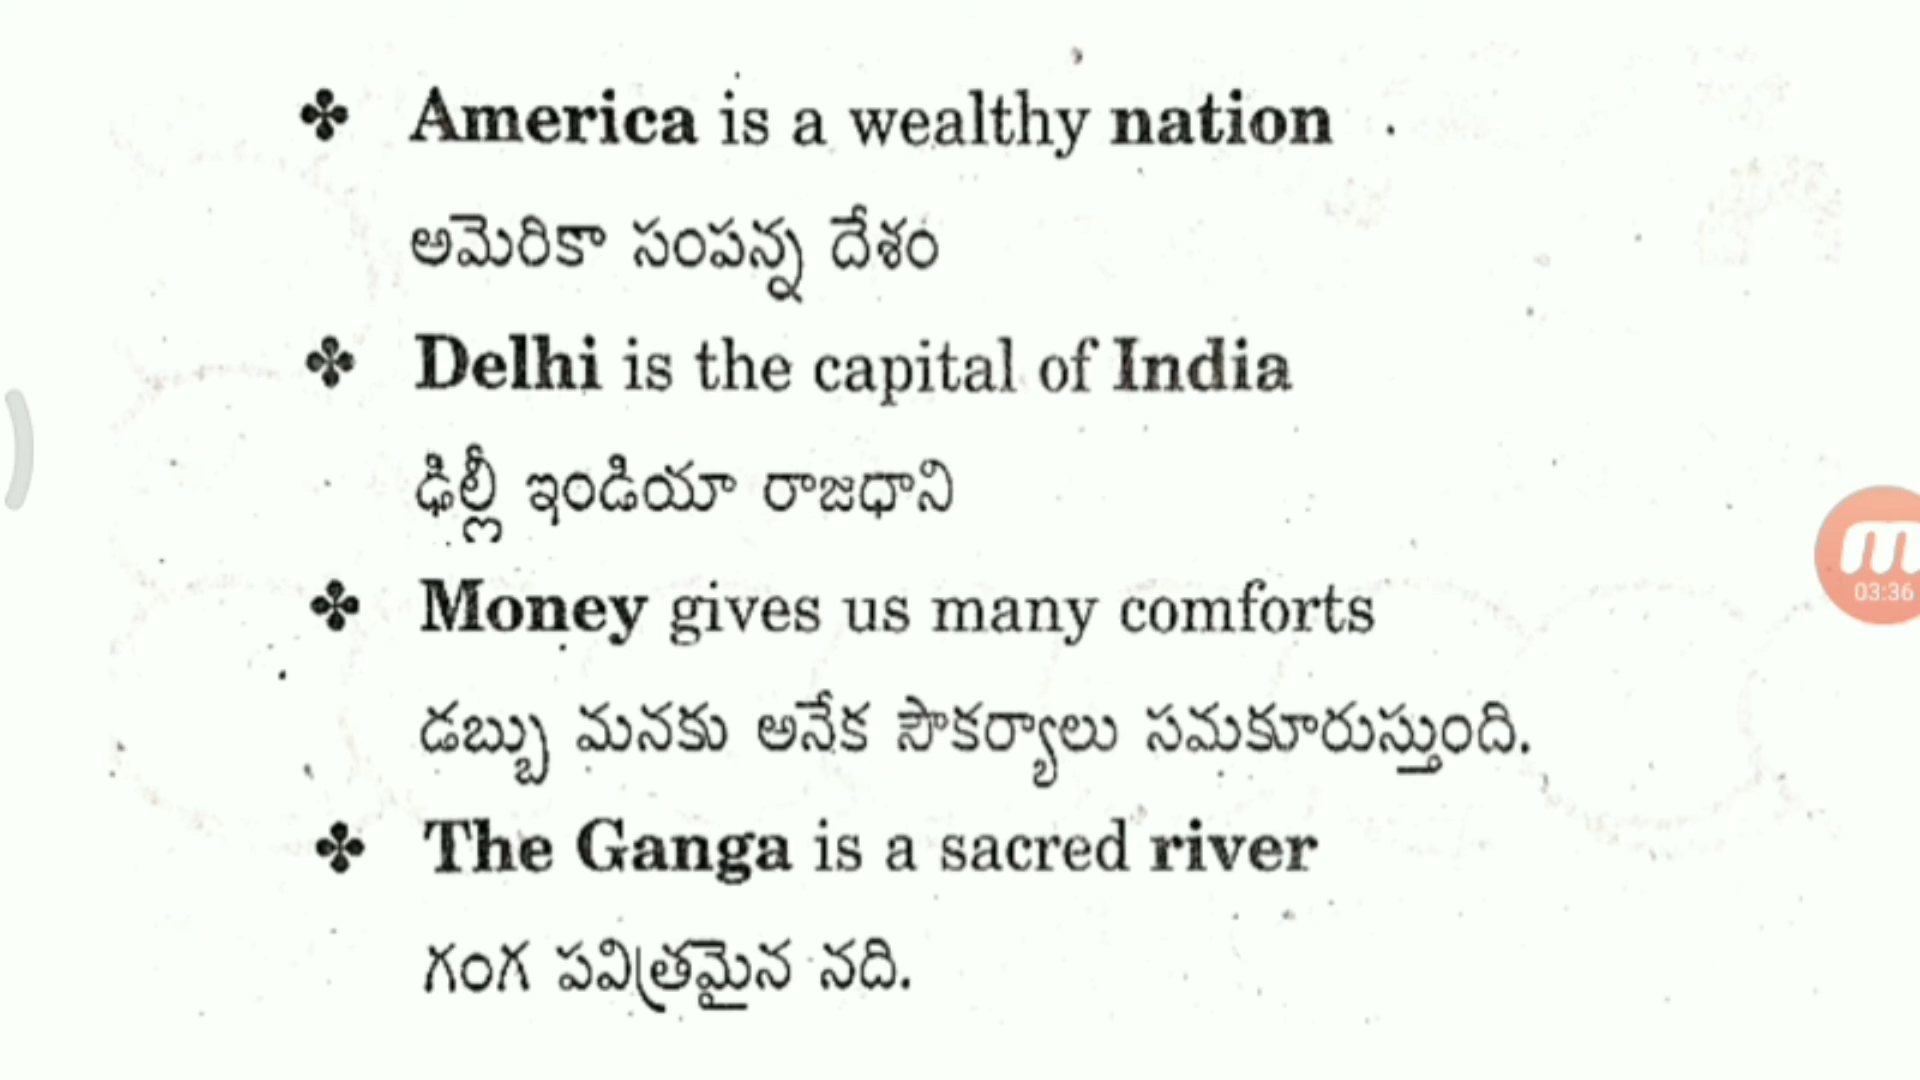 ✤ America is a wealthy nation .
అమెరికా సంపన్న దేశం
✤ Delhi is the capital of India
ఢిల్లీ ఇండియా రాజధాని
✤ Money gives us many comforts
డబ్బు మనకు అనేక సౌకర్యాలు సమకూరుస్తుంది.
✤ The Ganga is a sacred river
గంగ పవిత్రమైన నది.
m
03:36